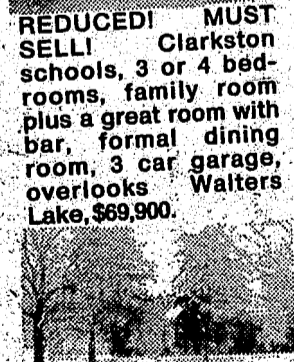 REDUCED! MUST
SELL! Clarkston
schools, 3 or 4 bed-
rooms, family room
plus a great room with
bar, formal dining
room, 3 car garage,
overlooks Walters
Lake, $69,900.